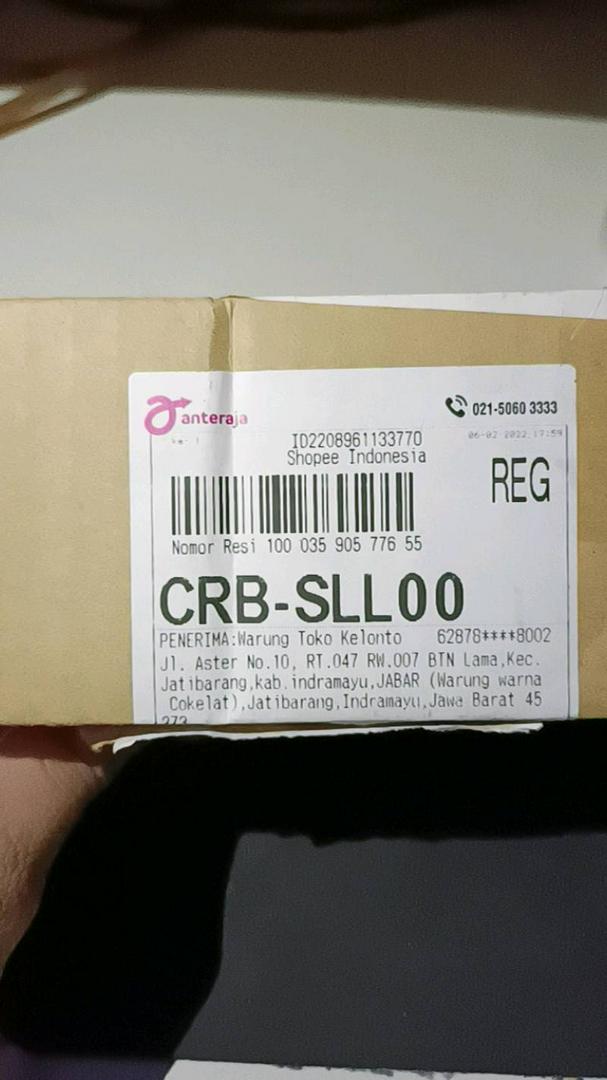 anteraja
021-5060 3333
06-02-2022 17:59
ID2208961133770
Shopee Indonesia
REG
Nomor Resi 100 035 905 776 55
CRB-SLL00
PENERIMA:Warung Toko Kelonto 62878****8002
Jl. Aster No.10, RT.047 RW.007 BTN Lama,Kec.
Jatibarang,kab.indramayu,JABAR (Warung warna
Cokelat),Jatibarang,Indramayu,Jawa Barat 45
273